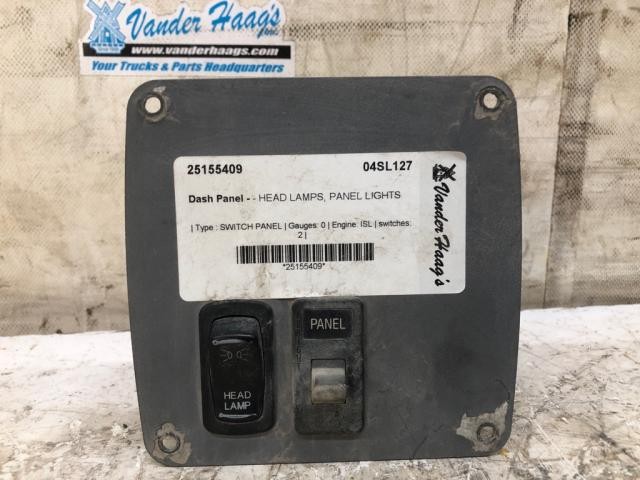 Vander Haag's
INC
www.vanderhaags.com
Your Trucks & Parts Headquarters
25155409 04SL127
Dash Panel - - HEAD LAMPS, PANEL LIGHTS
| Type : SWITCH PANEL | Gauges: 0 | Engine: ISL | switches:
2 |
*25155409*
Vander Haag's
PANEL
HEAD
LAMP